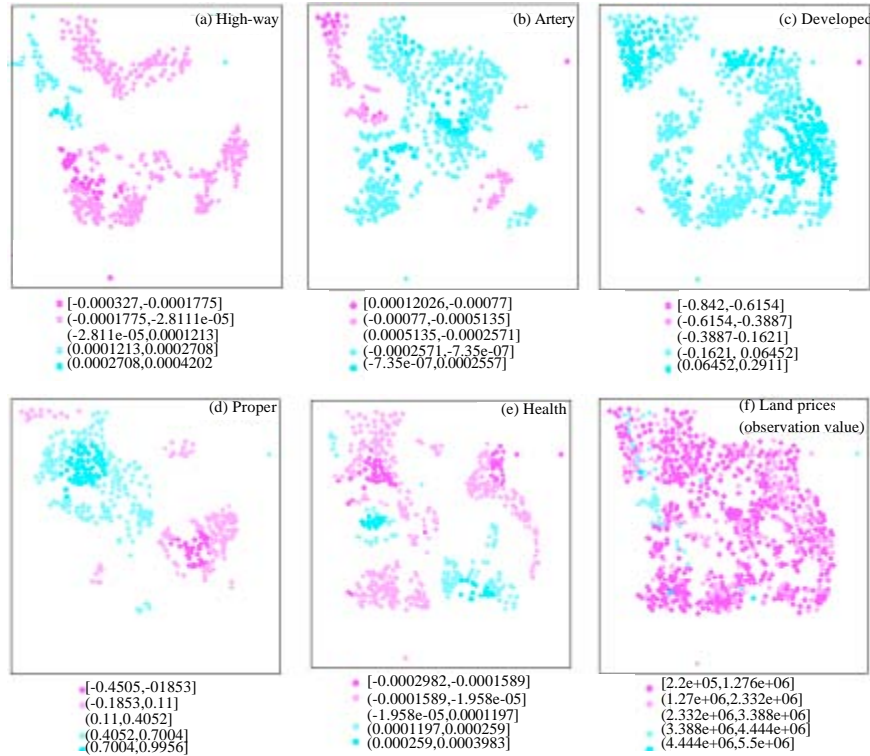 (a) High-way
(b) Artery
(c) Developed
[-0.000327,-0.0001775]
(-0.0001775,-2.8111e-05]
(-2.811e-05,0.0001213]
(0.0001213,0.0002708]
(0.0002708,0.0004202
[0.00012026,-0.00077]
(-0.00077,-0.0005135]
(0.0005135,-0.0002571]
(-0.0002571,-7.35e-07]
(-7.35e-07,0.0002557]
[-0.842,-0.6154]
(-0.6154,-0.3887]
(-0.3887-0.1621]
(-0.1621, 0.06452]
(0.06452,0.2911]
(d) Proper
(e) Health
(f) Land prices
(observation value)
[-0.4505,-01853]
(-0.1853,0.11]
(0.11,0.4052]
(0.4052,0.7004]
(0.7004,0.9956]
[-0.0002982,-0.0001589]
(-0.0001589,-1.958e-05]
(-1.958e-05,0.0001197]
(0.0001197,0.000259]
(0.000259,0.0003983]
[2.2e+05,1.276e+06]
(1.27e+06,2.332e+06]
(2.332e+06,3.388e+06]
(3.388e+06,4.444e+06]
(4.444e+06,5.5e+06]